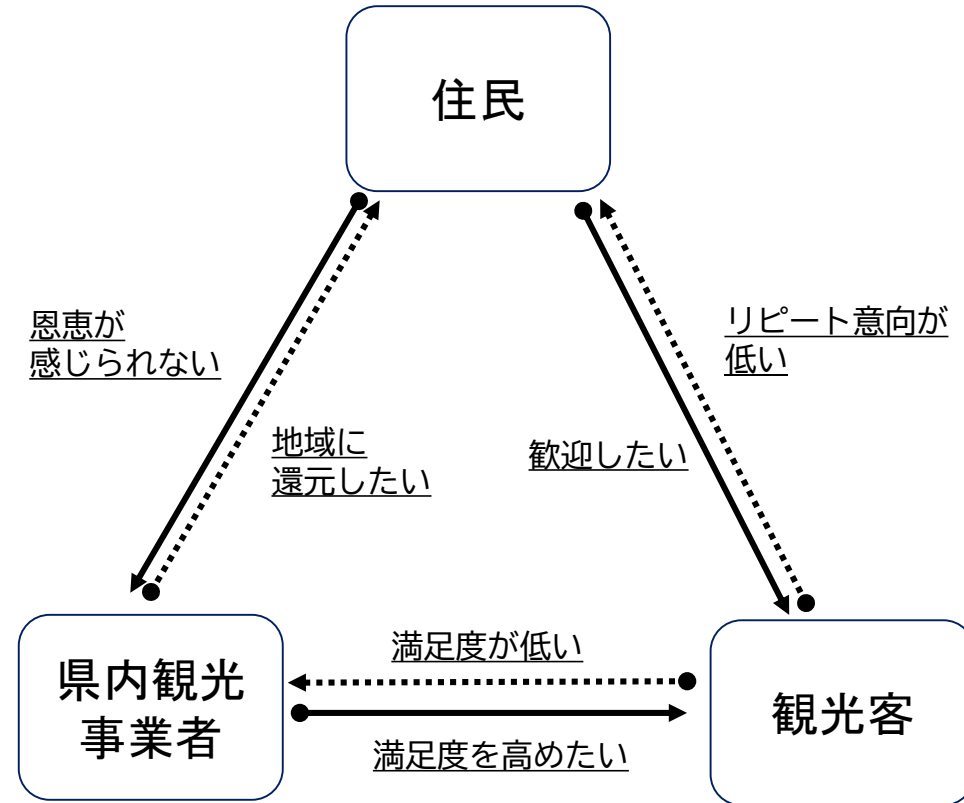 住民
恩恵が
感じられない
リピート意向が
低い
地域に
還元したい
歓迎したい
満足度が低い
県内観光
事業者
観光客
満足度を高めたい